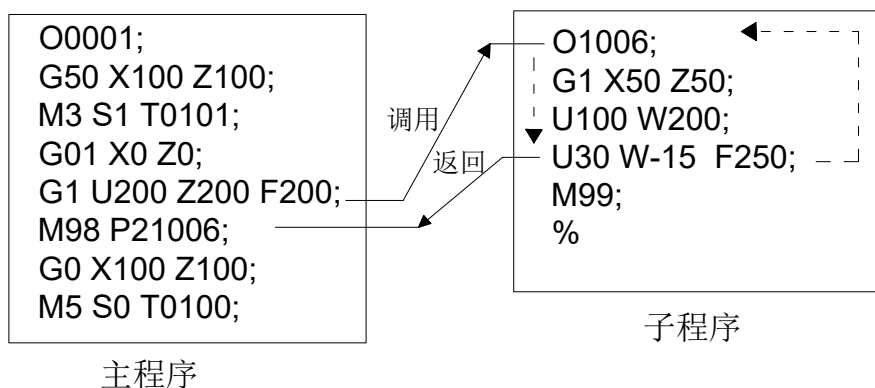 O0001;
G50 X100 Z100;
M3 S1 T0101;
G01 X0 Z0;
G1 U200 Z200 F200;
M98 P21006;
G0 X100 Z100;
M5 S0 T0100;
主程序
调用
返回
O1006;
G1 X50 Z50;
U100 W200;
U30 W-15 F250;
M99;
%
子程序